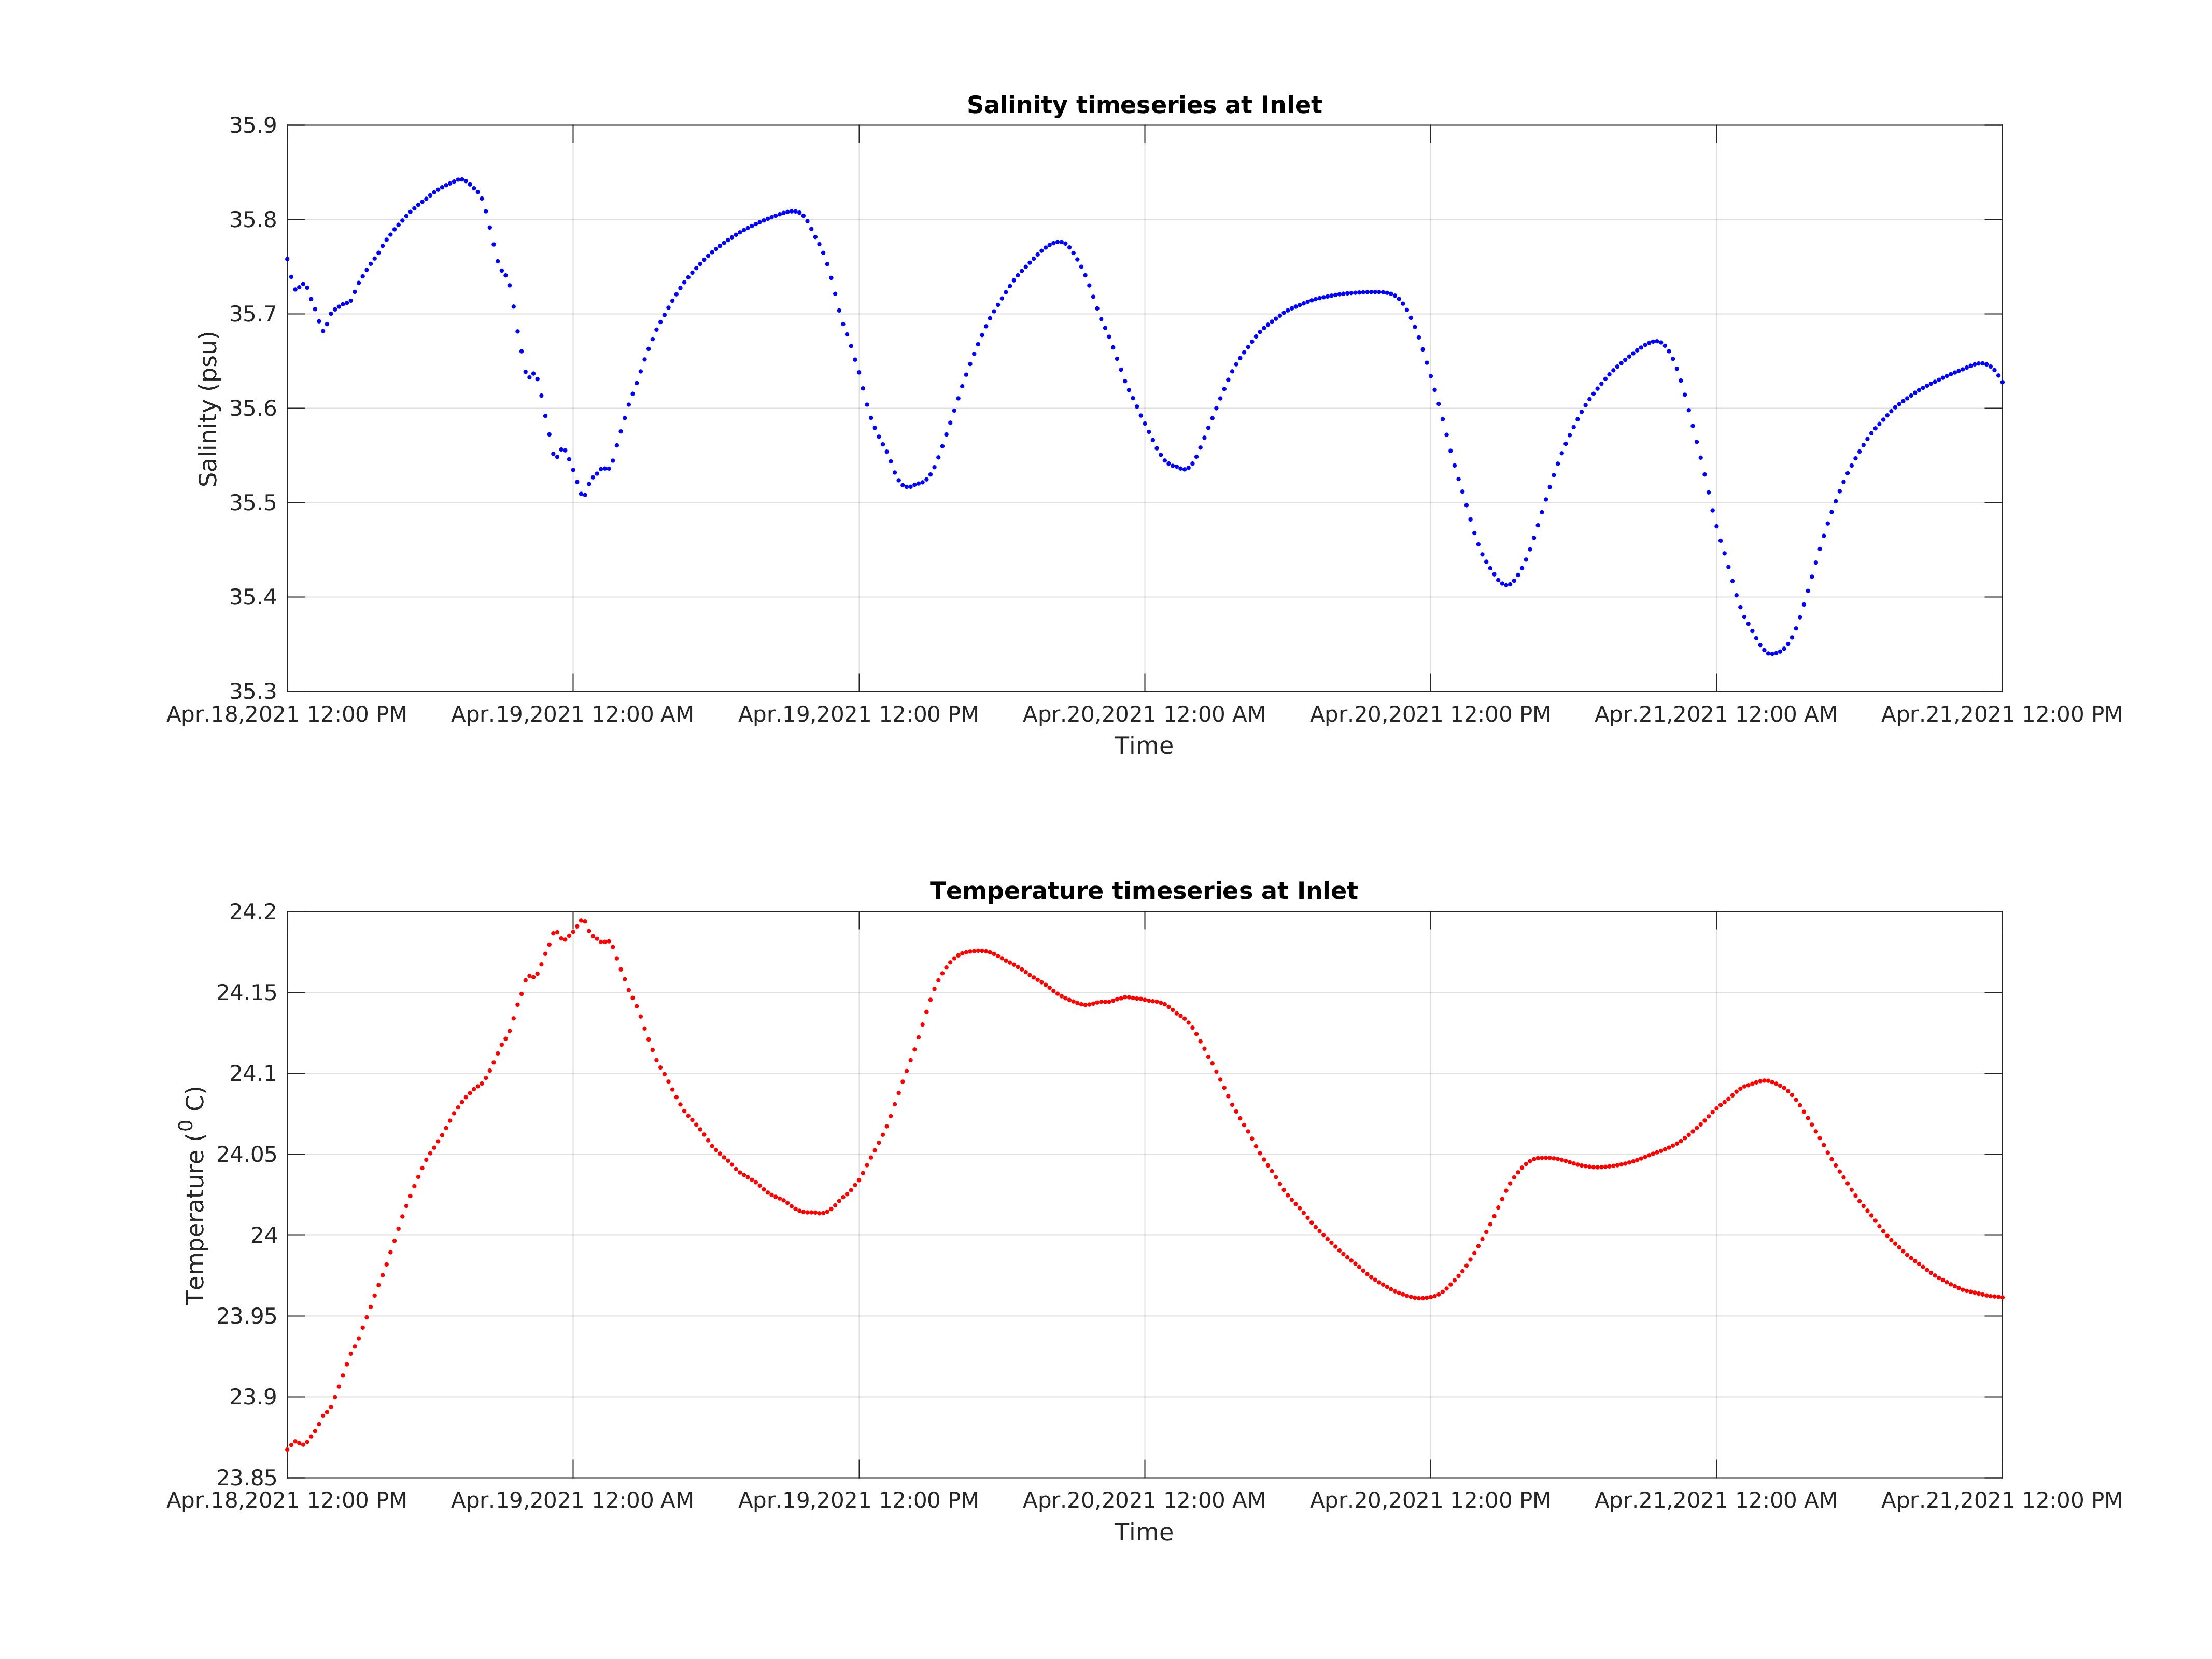 Salinity timeseries at Inlet
35.9
35.8
35.7
35.6
35.5
35.4
35.3
Salinity (psu)
Apr.18,2021 12:00 PM Apr.19,2021 12:00 AM Apr.19,2021 12:00 PM Apr.20,2021 12:00 AM Apr.20,2021 12:00 PM Apr.21,2021 12:00 AM Apr.21,2021 12:00 PM
Time
Temperature timeseries at Inlet
24.2
24.15
24.1
24.05
24
23.95
23.9
23.85
Temperature (⁰ C)
Apr.18,2021 12:00 PM Apr.19,2021 12:00 AM Apr.19,2021 12:00 PM Apr.20,2021 12:00 AM Apr.20,2021 12:00 PM Apr.21,2021 12:00 AM Apr.21,2021 12:00 PM
Time